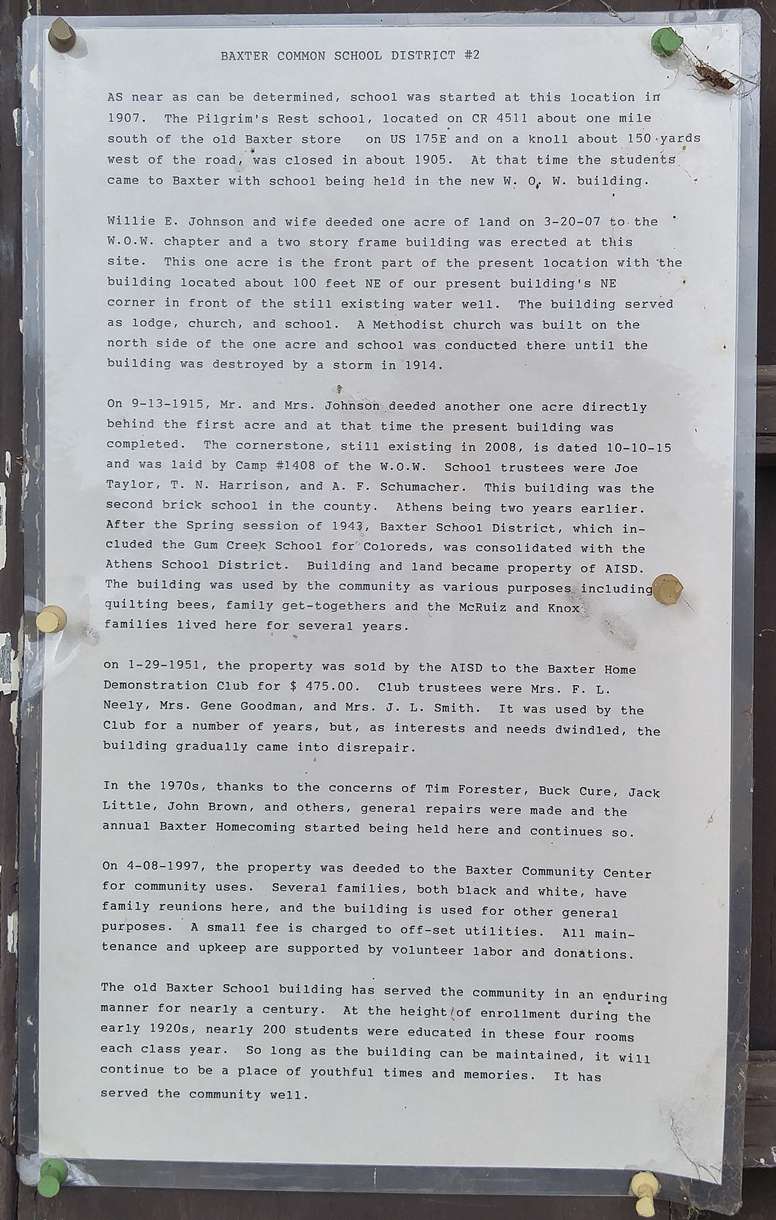 BAXTER COMMON SCHOOL DISTRICT #2
AS near as can be determined, school was started at this location in
1907. The Pilgrim's Rest school, located on CR 4511 about one mile
south of the old Baxter store on US 175E and on a knoll about 150 yards
west of the road, was closed in about 1905. At that time the students
came to Baxter with school being held in the new W. O. W. building.
Willie E. Johnson and wife deeded one acre of land on 3-20-07 to the
W.O.W. chapter and a two story frame building was erected at this
site. This one acre is the front part of the present location with the
building located about 100 feet NE of our present building's NE
corner in front of the still existing water well. The building served
as lodge, church, and school. A Methodist church was built on the
north side of the one acre and school was conducted there until the
building was destroyed by a storm in 1914.
On 9-13-1915, Mr. and Mrs. Johnson deeded another one acre directly
behind the first acre and at that time the present building was
completed. The cornerstone, still existing in 2008, is dated 10-10-15
and was laid by Camp #1408 of the W.O.W. School trustees were Joe
Taylor, T. N. Harrison, and A. F. Schumacher. This building was the
second brick school in the county. Athens being two years earlier.
After the Spring session of 1943, Baxter School District, which in-
cluded the Gum Creek School for Coloreds, was consolidated with the
Athens School District. Building and land became property of AISD.
The building was used by the community as various purposes including
quilting bees, family get-togethers and the McRuiz and Knox
families lived here for several years.
on 1-29-1951, the property was sold by the AISD to the Baxter Home
Demonstration Club for $ 475.00. Club trustees were Mrs. F. L.
Neely, Mrs. Gene Goodman, and Mrs. J. L. Smith. It was used by the
Club for a number of years, but, as interests and needs dwindled, the
building gradually came into disrepair.
In the 1970s, thanks to the concerns of Tim Forester, Buck Cure, Jack
Little, John Brown, and others, general repairs were made and the
annual Baxter Homecoming started being held here and continues so.
On 4-08-1997, the property was deeded to the Baxter Community Center
for community uses. Several families, both black and white, have
family reunions here, and the building is used for other general
purposes. A small fee is charged to off-set utilities. All main-
tenance and upkeep are supported by volunteer labor and donations.
The old Baxter School building has served the community in an enduring
manner for nearly a century. At the height of enrollment during the
early 1920s, nearly 200 students were educated in these four rooms
each class year. So long as the building can be maintained, it will
continue to be a place of youthful times and memories. It has
served the community well.